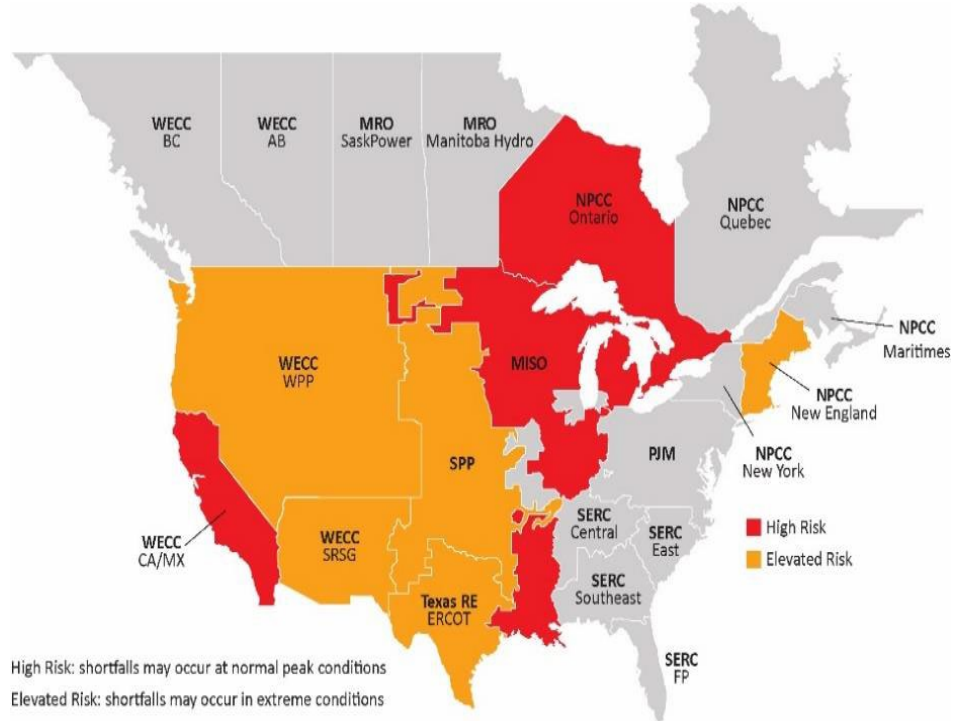 WECC
BC
WECC
AB
MRO
SaskPower
MRO
Manitoba Hydro
NPCC
Ontario
NPCC
Quebec
NPCC
Maritimes
WECC
WPP
MISO
NPCC
New England
SPP
PJM
NPCC
New York
WECC
CA/MX
WECC
SRSG
SERC
Central
SERC
East
High Risk
Elevated Risk
SERC
Southeast
Texas RE
ERCOT
SERC
FP
High Risk: shortfalls may occur at normal peak conditions
Elevated Risk: shortfalls may occur in extreme conditions